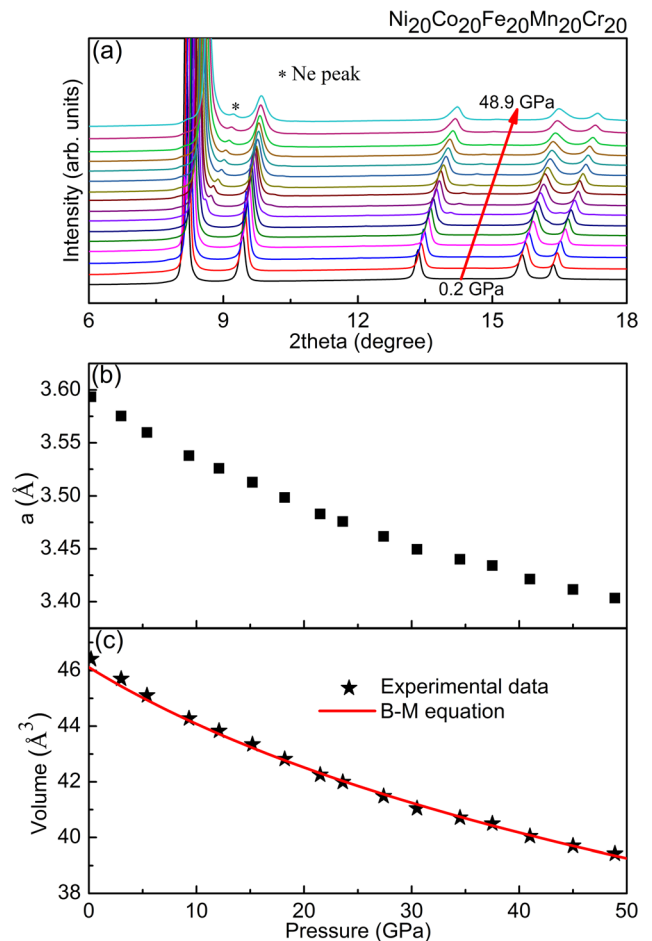 Ni20Co20Fe20Mn20Cr20
(a)
* Ne peak
*
48.9 GPa
0.2 GPa
Intensity (arb. units)
6 9 12 15 18
2theta (degree)
(b)
3.60
3.55
3.50
3.45
3.40
a (Å)
(c)
46
44
42
40
38
Volume (Å³)
Experimental data
B-M equation
0 10 20 30 40 50
Pressure (GPa)